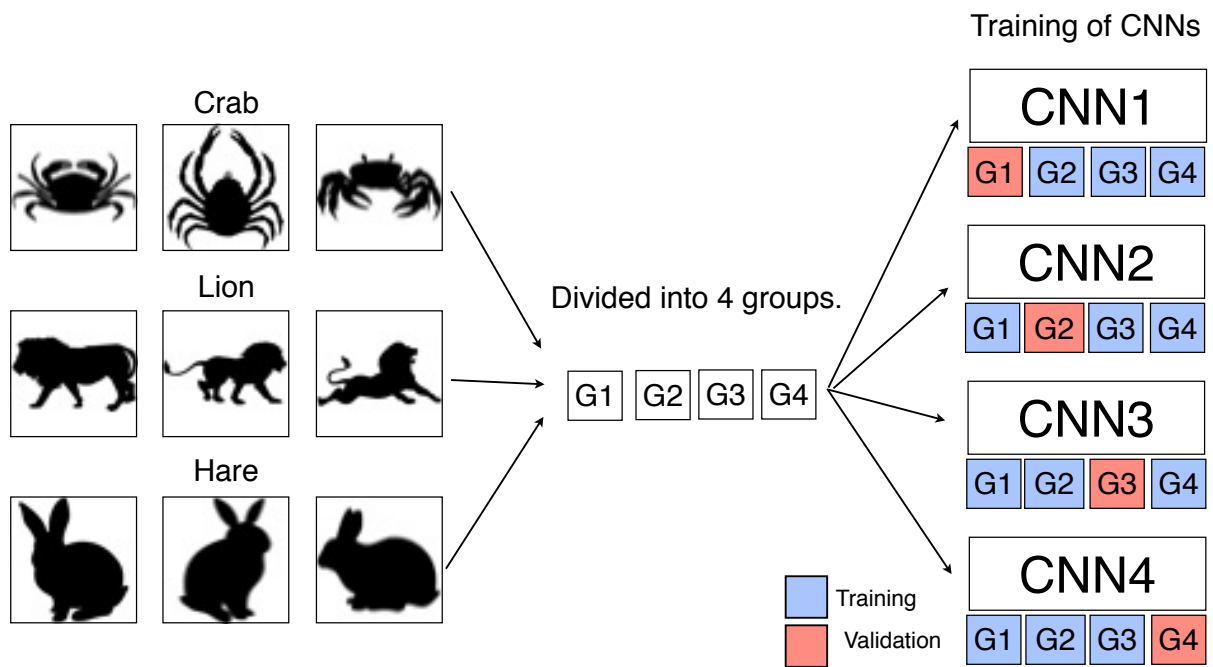 Training of CNNs
Crab
Lion
Hare
Divided into 4 groups.
G1 G2 G3 G4
CNN1
G1 G2 G3 G4
CNN2
G1 G2 G3 G4
CNN3
G1 G2 G3 G4
CNN4
G1 G2 G3 G4
Training
Validation